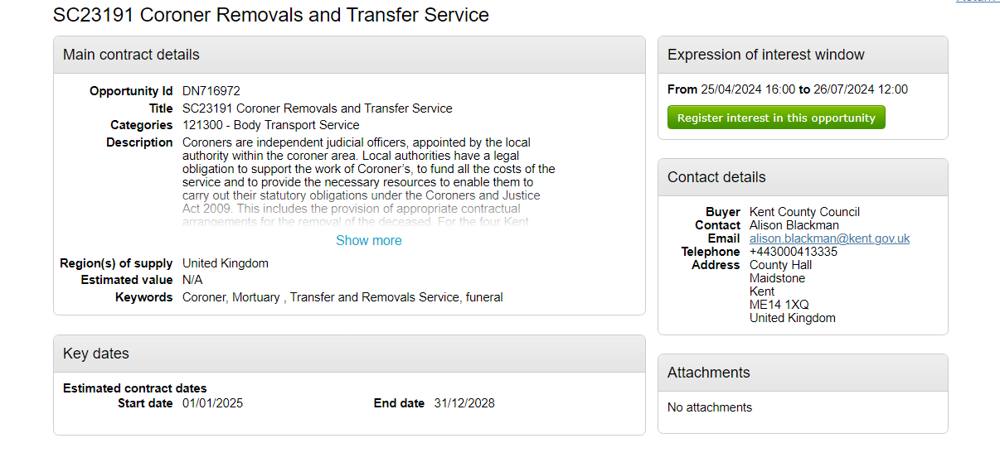 SC23191 Coroner Removals and Transfer Service
Main contract details
Opportunity Id DN716972
Title SC23191 Coroner Removals and Transfer Service
Categories 121300 - Body Transport Service
Description Coroners are independent judicial officers, appointed by the local
authority within the coroner area. Local authorities have a legal
obligation to support the work of Coroner's, to fund all the costs of the
service and to provide the necessary resources to enable them to
carry out their statutory obligations under the Coroners and Justice
Act 2009. This includes the provision of appropriate contractual
arrangements for the removal of the deceased. For the four Kent
Show more
Region(s) of supply United Kingdom
Estimated value N/A
Keywords Coroner, Mortuary , Transfer and Removals Service, funeral
Key dates
Estimated contract dates
Start date 01/01/2025 End date 31/12/2028
Expression of interest window
From 25/04/2024 16:00 to 26/07/2024 12:00
Register interest in this opportunity
Contact details
Buyer Kent County Council
Contact Alison Blackman
Email alison.blackman@kent.gov.uk
Telephone +443000413335
Address County Hall
Maidstone
Kent
ME14 1XQ
United Kingdom
Attachments
No attachments